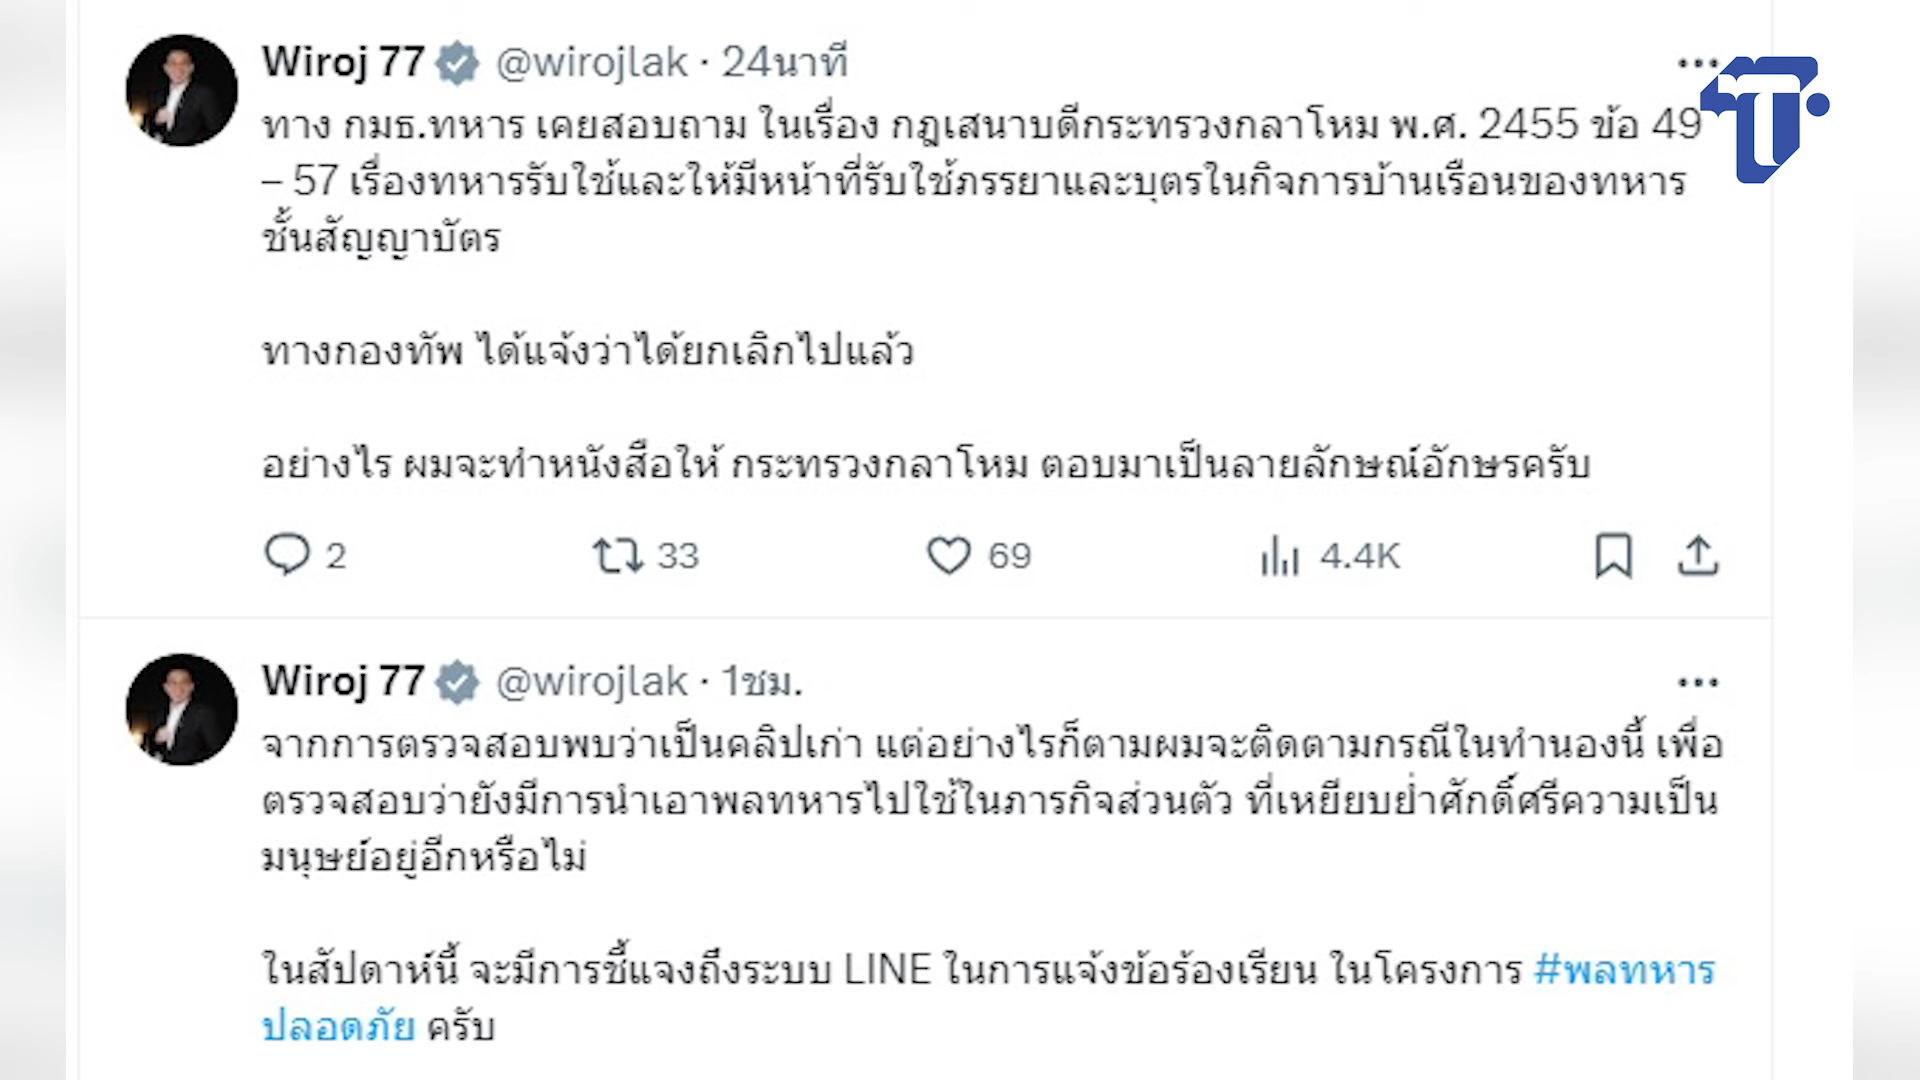 Wiroj 77 @wirojlak · 24นาที
ทาง กมธ.ทหาร เคยสอบถาม ในเรื่อง กฎเสนาบดีกระทรวงกลาโหม พ.ศ. 2455 ข้อ 49
– 57 เรื่องทหารรับใช้และให้มีหน้าที่รับใช้ภรรยาและบุตรในกิจการบ้านเรือนของทหาร
ชั้นสัญญาบัตร
ทางกองทัพ ได้แจ้งว่าได้ยกเลิกไปแล้ว
อย่างไร ผมจะทำหนังสือให้ กระทรวงกลาโหม ตอบมาเป็นลายลักษณ์อักษรครับ
2 33 69 4.4K
Wiroj 77 @wirojlak · 1ชม.
จากการตรวจสอบพบว่าเป็นคลิปเก่า แต่อย่างไรก็ตามผมจะติดตามกรณีในทำนองนี้ เพื่อ
ตรวจสอบว่ายังมีการนำเอาพลทหารไปใช้ในภารกิจส่วนตัว ที่เหยียบย่ำศักดิ์ศรีความเป็น
มนุษย์อยู่อีกหรือไม่
ในสัปดาห์นี้ จะมีการชี้แจงถึงระบบ LINE ในการแจ้งข้อร้องเรียน ในโครงการ #พลทหาร
ปลอดภัย ครับ